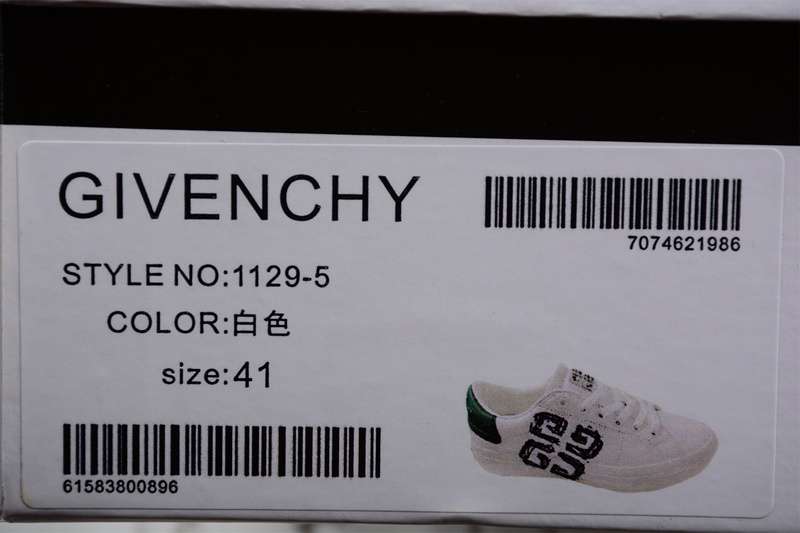 GIVENCHY
7074621986
STYLE NO:1129-5
COLOR:白色
size:41
61583800896